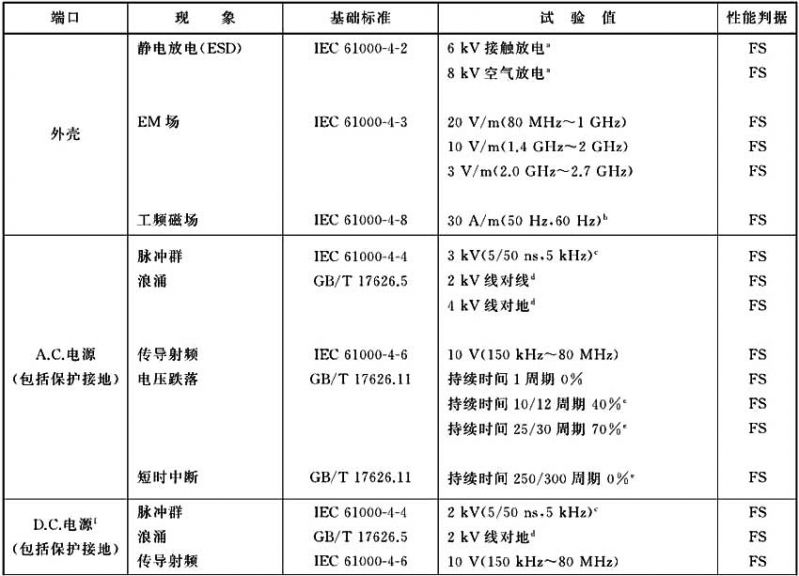 端口 现 象 基础标准 试 验 值 性能判据
静电放电(ESD) IEC 61000-4-2 6 kV 接触放电ᵃ FS
8 kV 空气放电ᵃ FS
外壳 EM 场 IEC 61000-4-3 20 V/m(80 MHz～1 GHz) FS
10 V/m(1.4 GHz～2 GHz) FS
3 V/m(2.0 GHz～2.7 GHz) FS
工频磁场 IEC 61000-4-8 30 A/m(50 Hz,60 Hz)ᵇ FS
脉冲群 IEC 61000-4-4 3 kV(5/50 ns,5 kHz)ᶜ FS
浪涌 GB/T 17626.5 2 kV 线对线ᵈ FS
4 kV 线对地ᵈ FS
A.C.电源 传导射频 IEC 61000-4-6 10 V(150 kHz～80 MHz) FS
(包括保护接地) 电压跌落 GB/T 17626.11 持续时间 1 周期 0% FS
持续时间 10/12 周期 40%ᵉ FS
持续时间 25/30 周期 70%ᵉ FS
短时中断 GB/T 17626.11 持续时间 250/300 周期 0%ᵉ FS
D.C.电源ᶠ 脉冲群 IEC 61000-4-4 2 kV(5/50 ns,5 kHz)ᶜ FS
(包括保护接地) 浪涌 GB/T 17626.5 2 kV 线对地ᵈ FS
传导射频 IEC 61000-4-6 10 V(150 kHz～80 MHz) FS